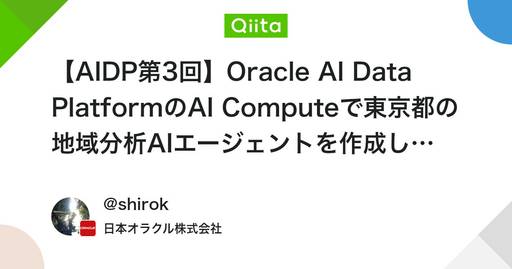 Qiita
【AIDP第3回】Oracle AI Data
PlatformのAI Computeで東京都の
地域分析AIエージェントを作成し…
@shirok
日本オラクル株式会社